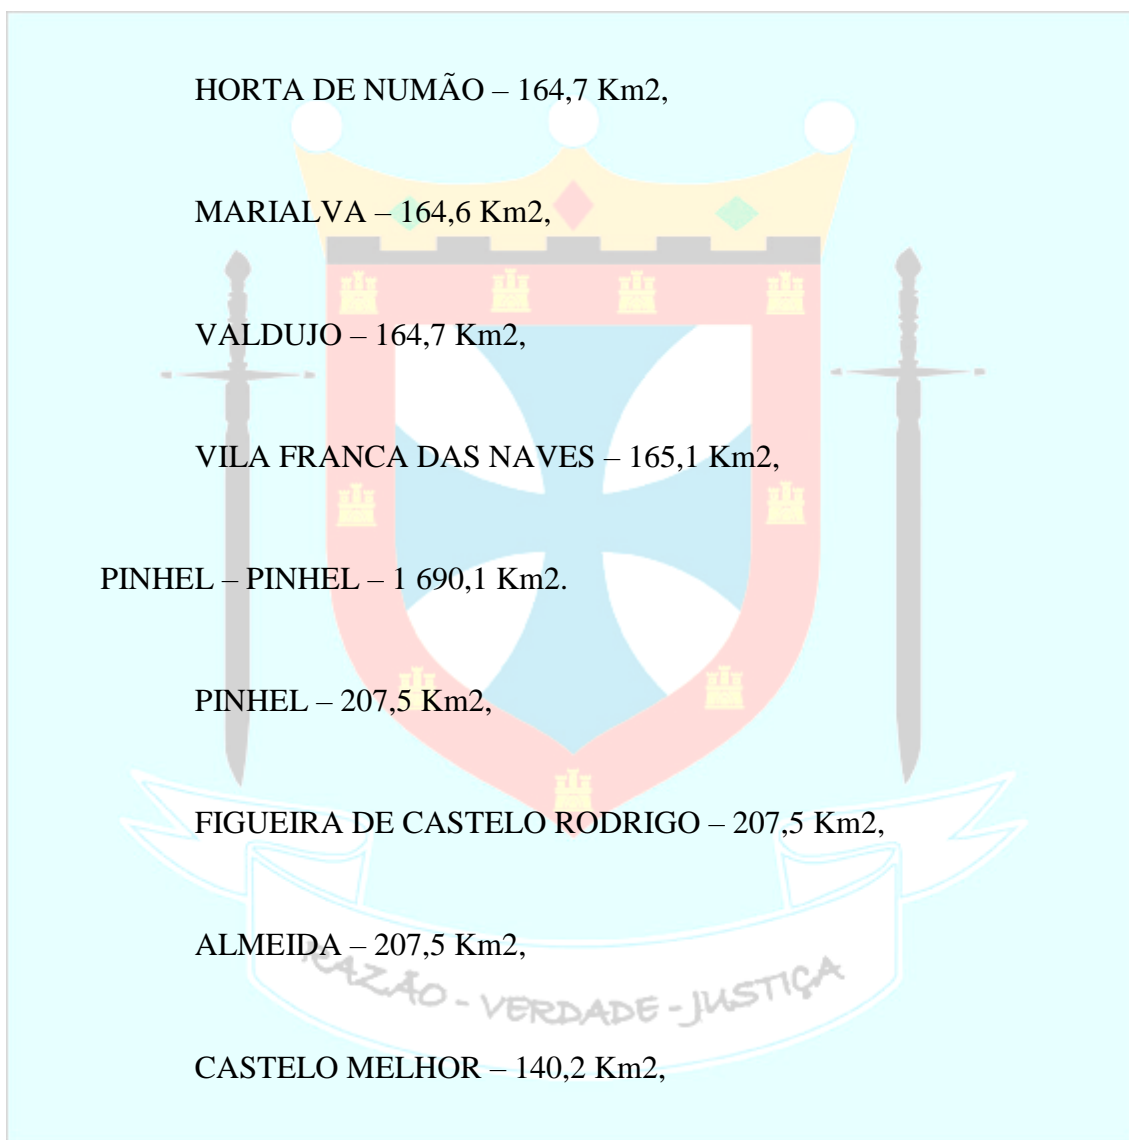 HORTA DE NUMÃO – 164,7 Km2,
MARIALVA – 164,6 Km2,
VALDUJO – 164,7 Km2,
VILA FRANCA DAS NAVES – 165,1 Km2,
PINHEL – PINHEL – 1 690,1 Km2.
PINHEL – 207,5 Km2,
FIGUEIRA DE CASTELO RODRIGO – 207,5 Km2,
ALMEIDA – 207,5 Km2,
RAZÃO - VERDADE - JUSTIÇA
CASTELO MELHOR – 140,2 Km2,